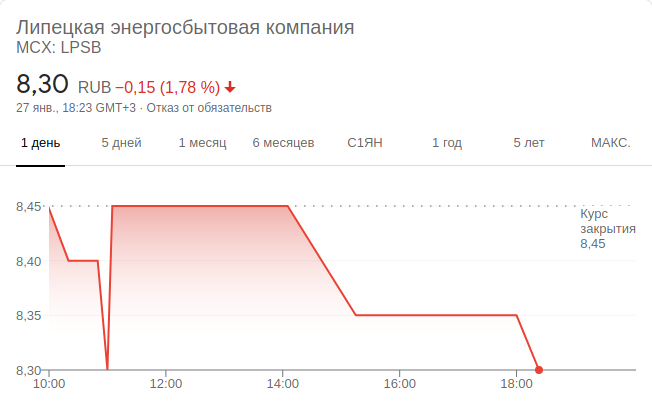 Липецкая энергосбытовая компания
MCX: LPSB
8,30 RUB −0,15 (1,78 %)
27 янв., 18:23 GMT+3 · Отказ от обязательств
1 день 5 дней 1 месяц 6 месяцев С1ЯН 1 год 5 лет МАКС.
8,45
Курс
закрытия
8,45
8,40
8,35
8,30
10:00 12:00 14:00 16:00 18:00